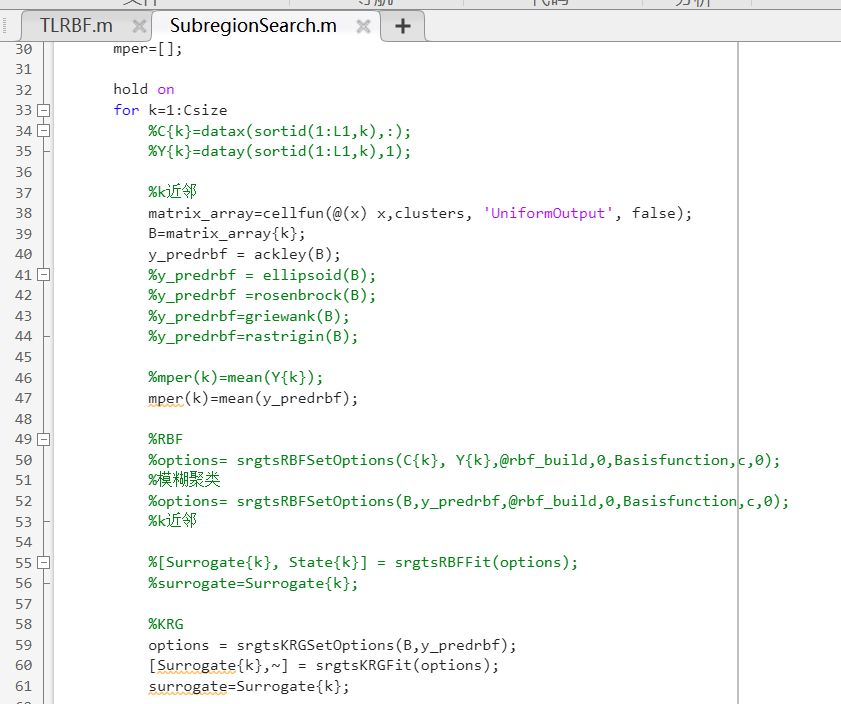 TLRBF.m
SubregionSearch.m
30 mper=[];
31
32 hold on
33 for k=1:Csize
34 %C{k}=datax(sortid(1:L1,k),:);
35 %Y{k}=datay(sortid(1:L1,k),1);
36
37 %k近邻
38 matrix_array=cellfun(@(x) x,clusters, 'UniformOutput', false);
39 B=matrix_array{k};
40 y_predrbf = ackley(B);
41 %y_predrbf = ellipsoid(B);
42 %y_predrbf =rosenbrock(B);
43 %y_predrbf=griewank(B);
44 %y_predrbf=rastrigin(B);
45
46 %mper(k)=mean(Y{k});
47 mper(k)=mean(y_predrbf);
48
49 %RBF
50 %options= srgtsRBFSetOptions(C{k}, Y{k},@rbf_build,0,Basisfunction,c,0);
51 %模糊聚类
52 %options= srgtsRBFSetOptions(B,y_predrbf,@rbf_build,0,Basisfunction,c,0);
53 %k近邻
54
55 %[Surrogate{k}, State{k}] = srgtsRBFFit(options);
56 %surrogate=Surrogate{k};
57
58 %KRG
59 options = srgtsKRGSetOptions(B,y_predrbf);
60 [Surrogate{k},~] = srgtsKRGFit(options);
61 surrogate=Surrogate{k};